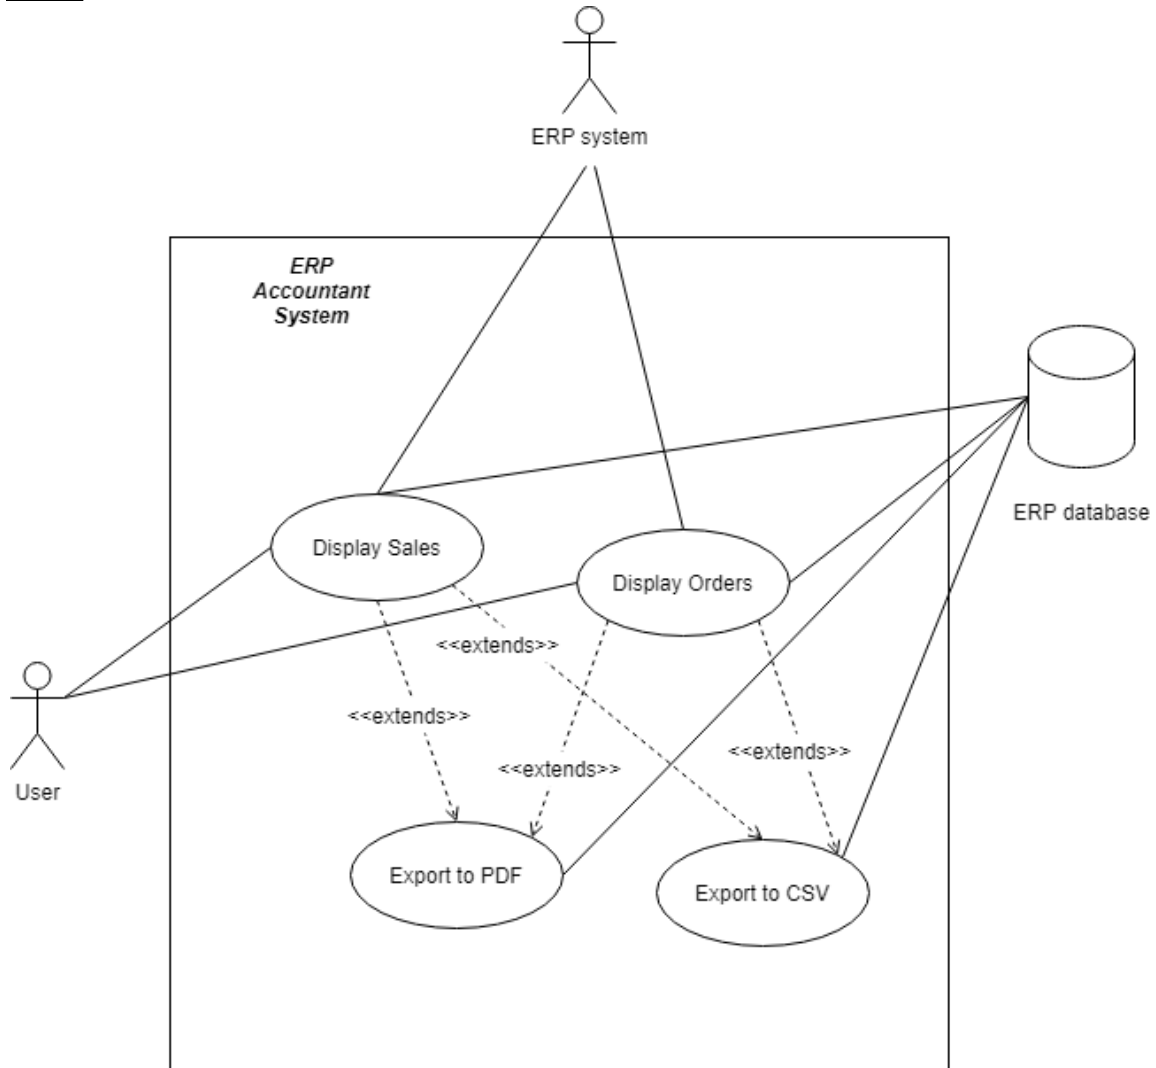 ERP system
ERP
Accountant
System
ERP database
Display Sales
Display Orders
<<extends>>
<<extends>>
<<extends>>
<<extends>>
User
Export to PDF
Export to CSV